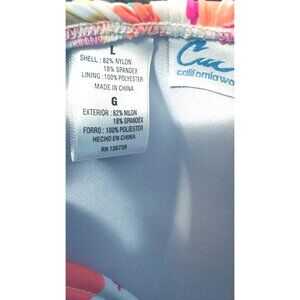 L
SHELL : 82% NYLON
18% SPANDEX
LINING : 100% POLYESTER
MADE IN CHINA
G
EXTERIOR : 82% NILON
18% SPANDEX
FORRO : 100% POLIESTER
HECHO EN CHINA
RN 136739
california wa